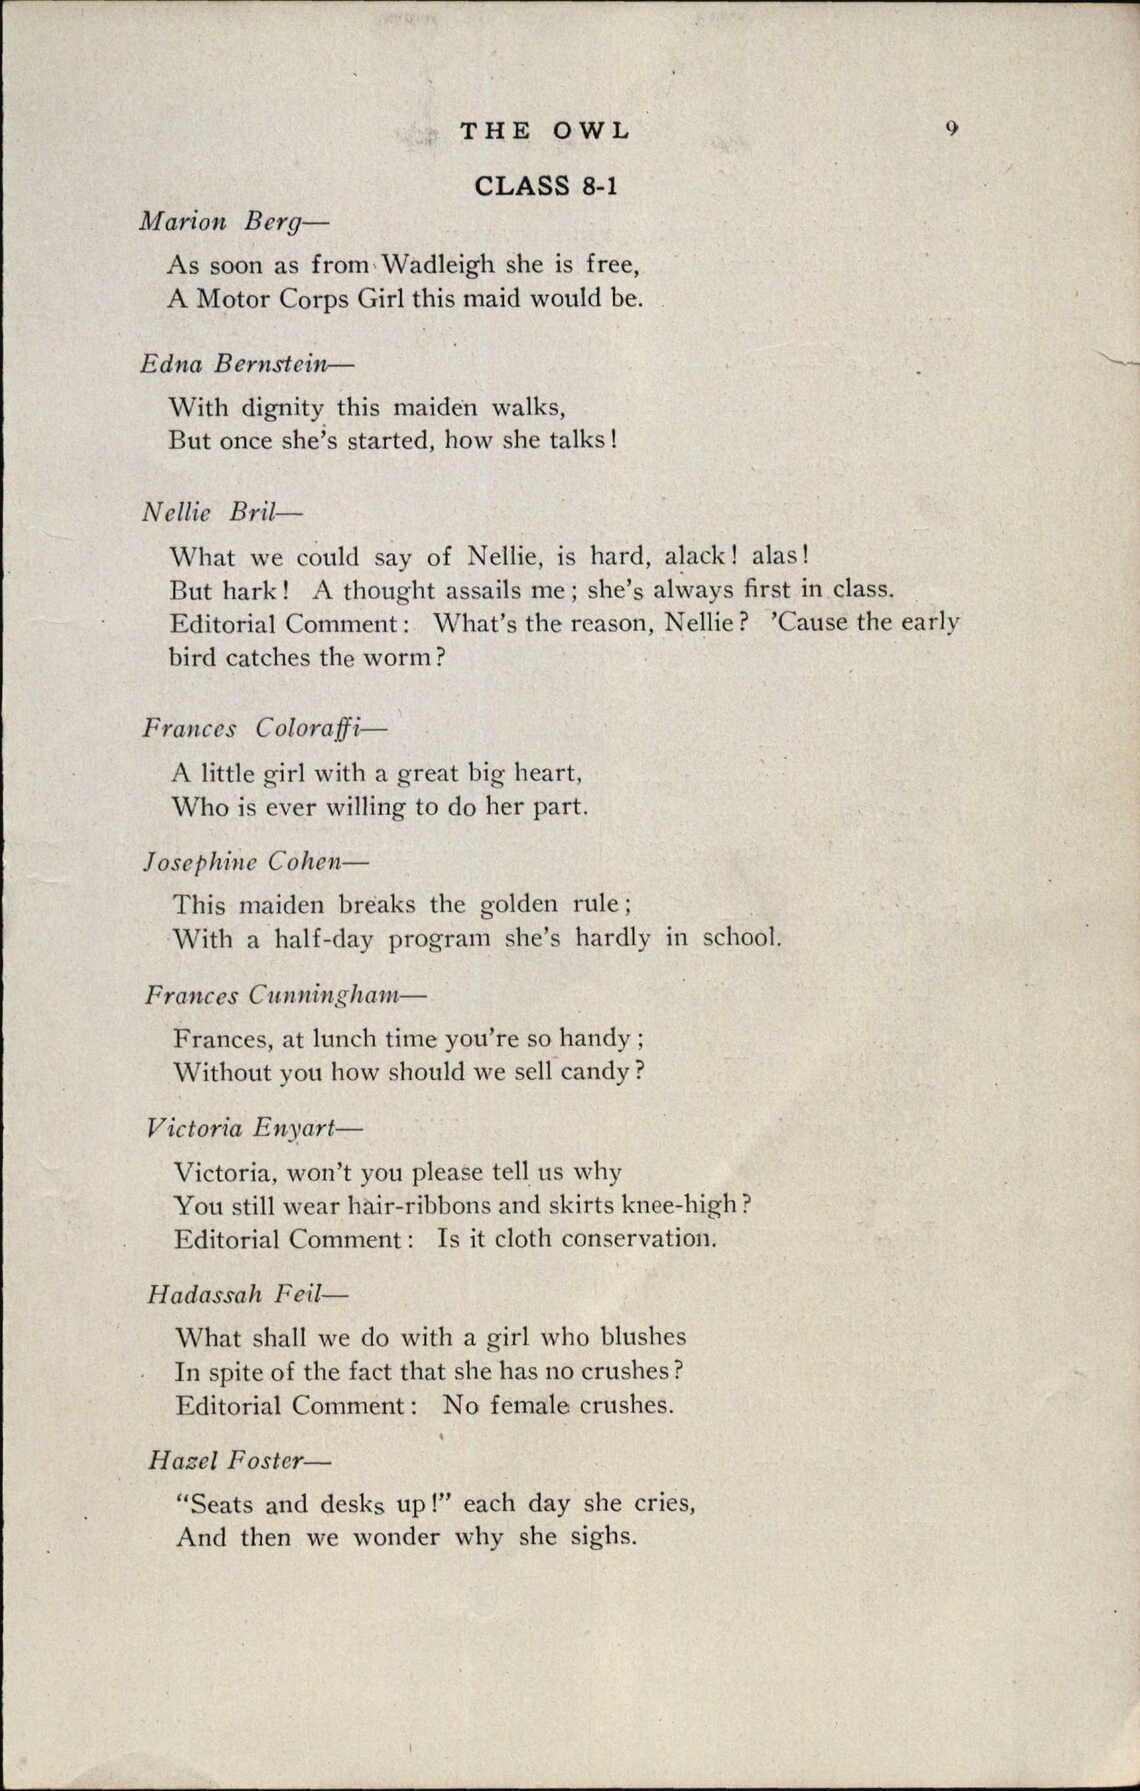 THE OWL 9
CLASS 8-1
Marion Berg—
As soon as from Wadleigh she is free,
A Motor Corps Girl this maid would be.
Edna Bernstein—
With dignity this maiden walks,
But once she's started, how she talks!
Nellie Bril—
What we could say of Nellie, is hard, alack! alas!
But hark! A thought assails me; she's always first in class.
Editorial Comment: What's the reason, Nellie? 'Cause the early
bird catches the worm?
Frances Coloraffi—
A little girl with a great big heart,
Who is ever willing to do her part.
Josephine Cohen—
This maiden breaks the golden rule;
With a half-day program she's hardly in school.
Frances Cunningham—
Frances, at lunch time you're so handy;
Without you how should we sell candy?
Victoria Enyart—
Victoria, won't you please tell us why
You still wear hair-ribbons and skirts knee-high?
Editorial Comment: Is it cloth conservation.
Hadassah Feil—
What shall we do with a girl who blushes
In spite of the fact that she has no crushes?
Editorial Comment: No female crushes.
Hazel Foster—
"Seats and desks up!" each day she cries,
And then we wonder why she sighs.